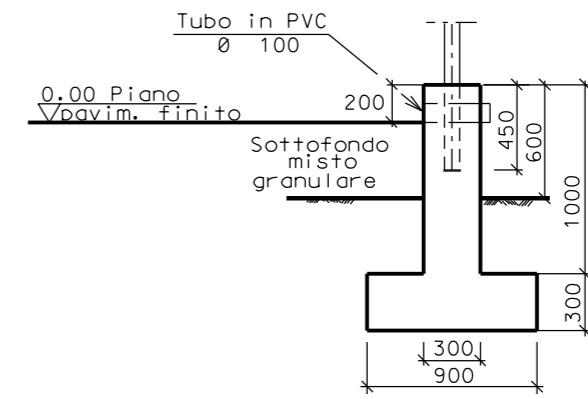 Tubo in PVC
Ø 100
0.00 Piano
pavim. finito
200
Sottofondo
misto
granulare
450
600
1000
300
300
900